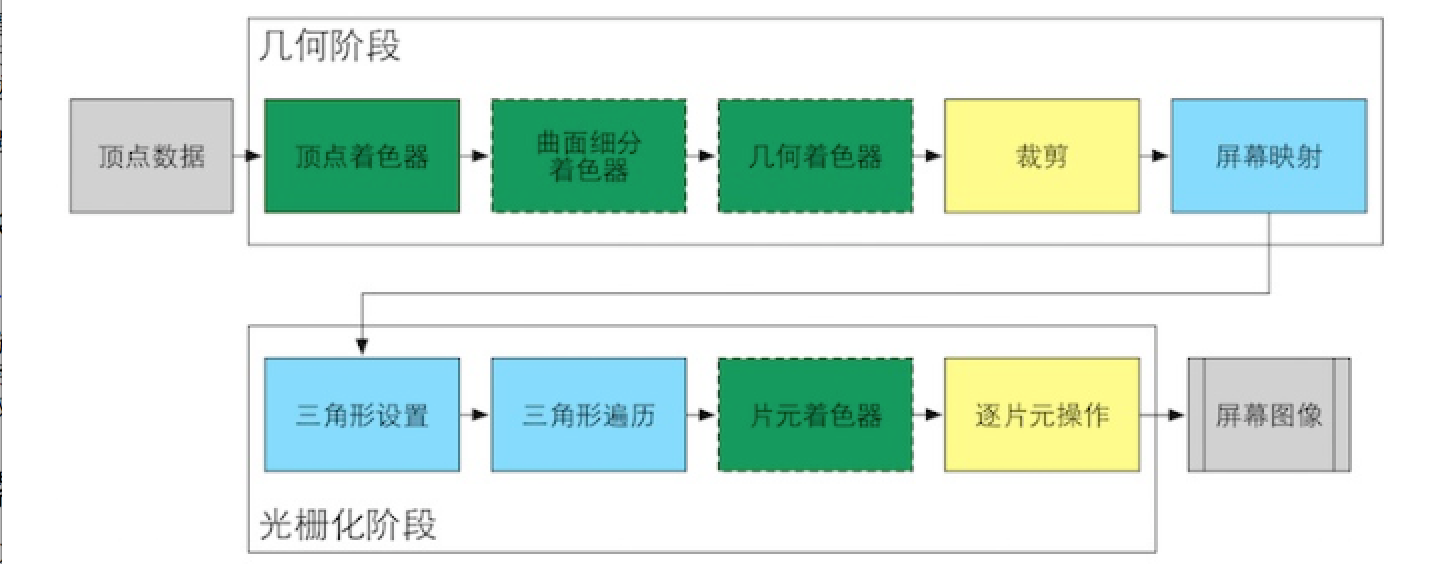 几何阶段
顶点数据
顶点着色器
曲面细分
着色器
几何着色器
裁剪
屏幕映射
三角形设置
三角形遍历
片元着色器
逐片元操作
屏幕图像
光栅化阶段